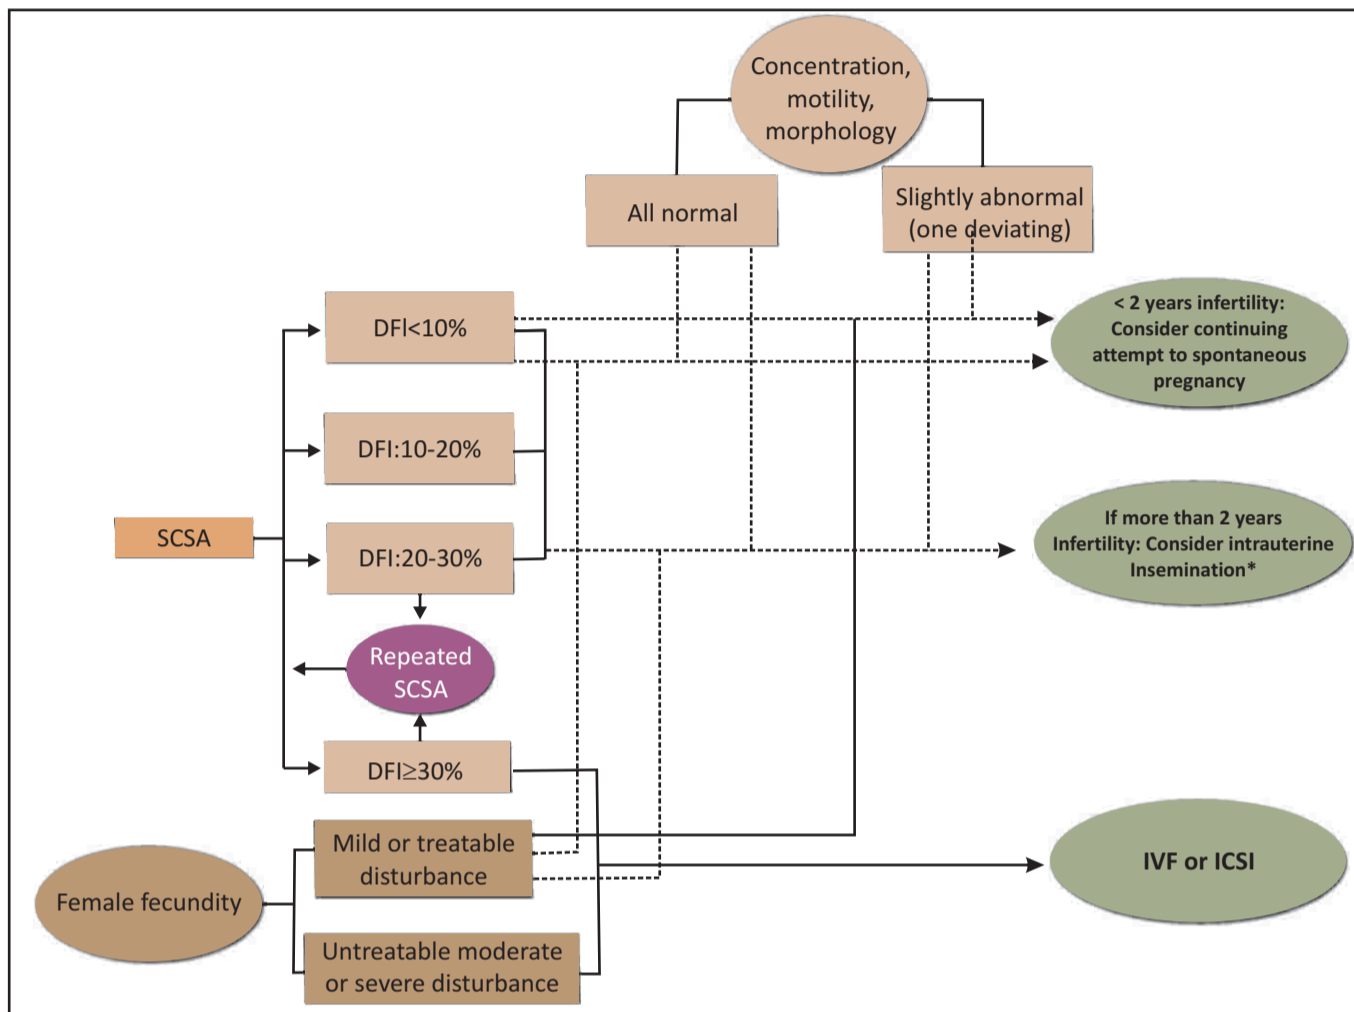 Concentration,
motility,
morphology
All normal
Slightly abnormal
(one deviating)
DFI<10%
< 2 years infertility:
Consider continuing
attempt to spontaneous
pregnancy
DFI:10-20%
SCSA
DFI:20-30%
If more than 2 years
Infertility: Consider intrauterine
Insemination*
Repeated
SCSA
DFI≥30%
Mild or treatable
disturbance
IVF or ICSI
Female fecundity
Untreatable moderate
or severe disturbance